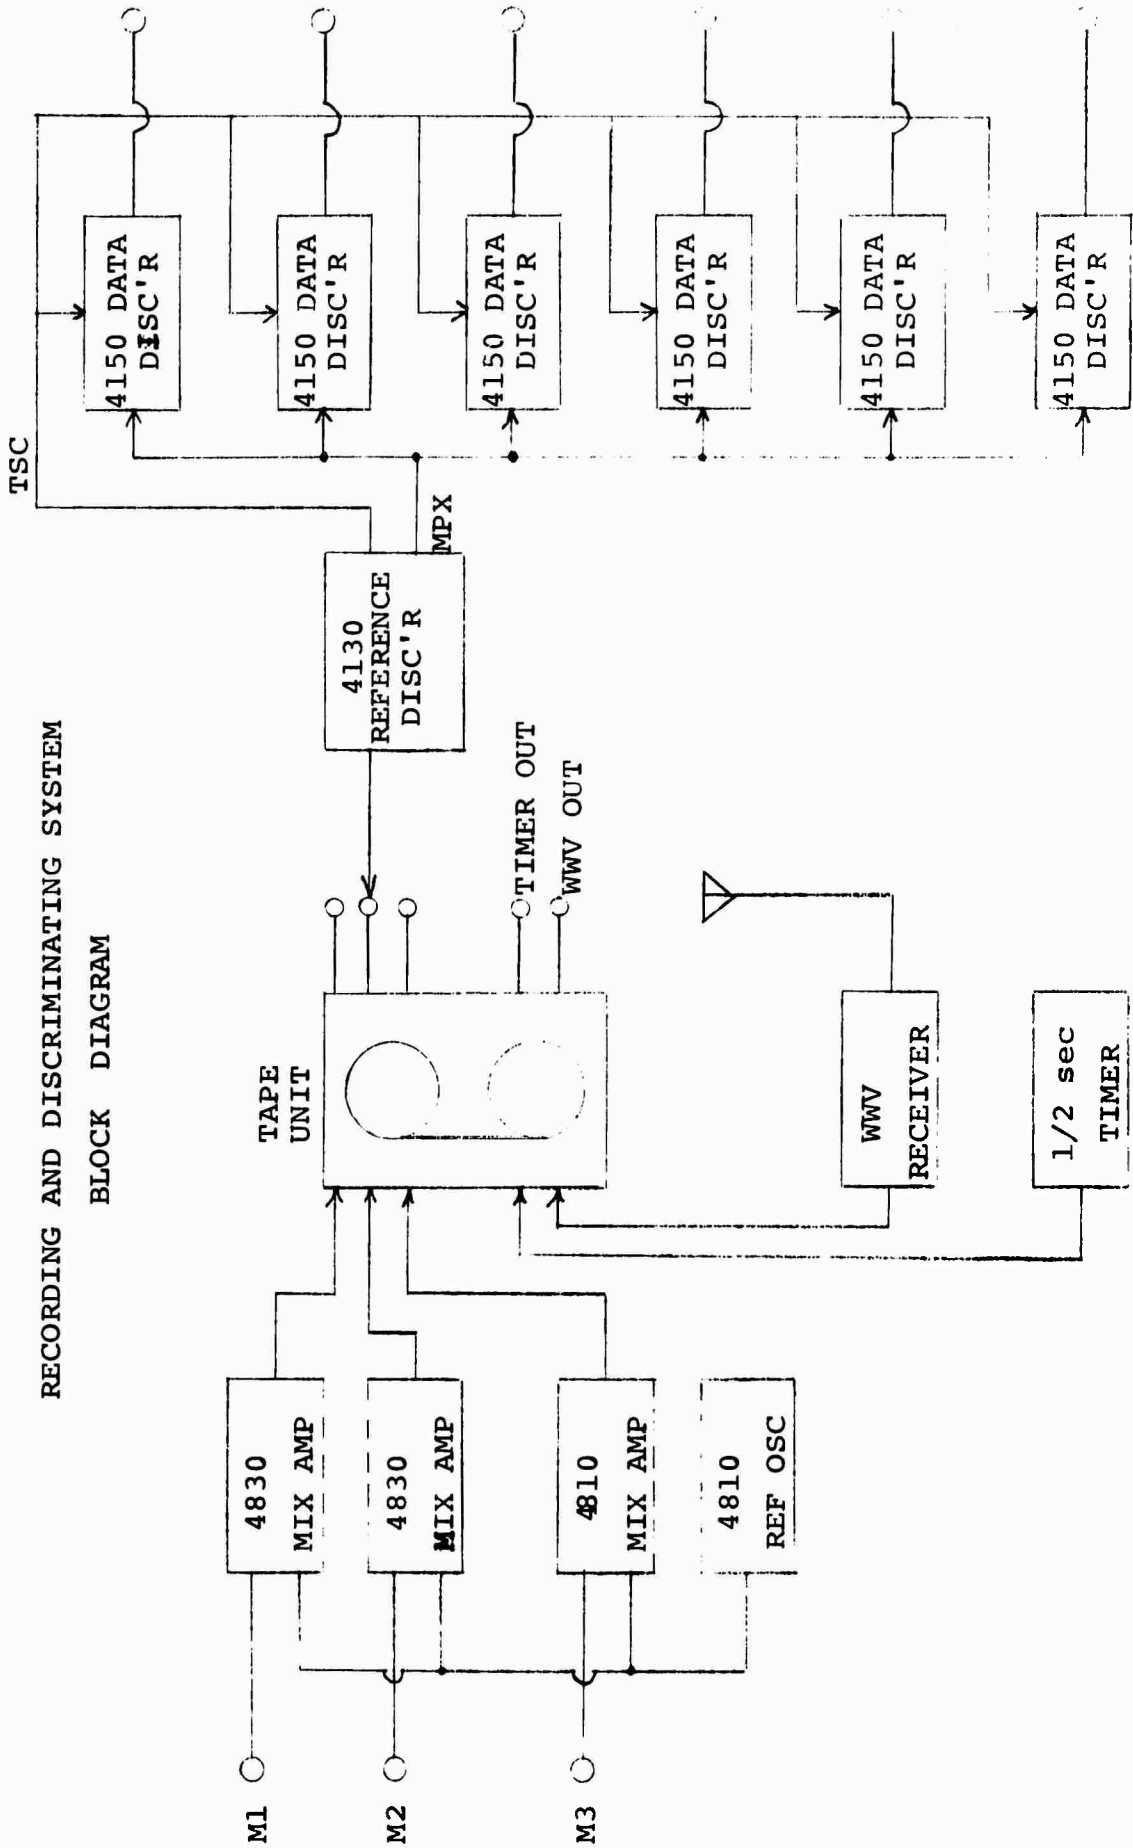 RECORDING AND DISCRIMINATING SYSTEM
BLOCK DIAGRAM
M1
M2
M3
4830
MIX AMP
4830
MIX AMP
4810
MIX AMP
4810
REF OSC
TAPE
UNIT
TIMER OUT
WWV OUT
WWV
RECEIVER
1/2 sec
TIMER
4130
REFERENCE
DISC'R
TSC
MPX
4150 DATA
DISC'R
4150 DATA
DISC'R
4150 DATA
DISC'R
4150 DATA
DISC'R
4150 DATA
DISC'R
4150 DATA
DISC'R